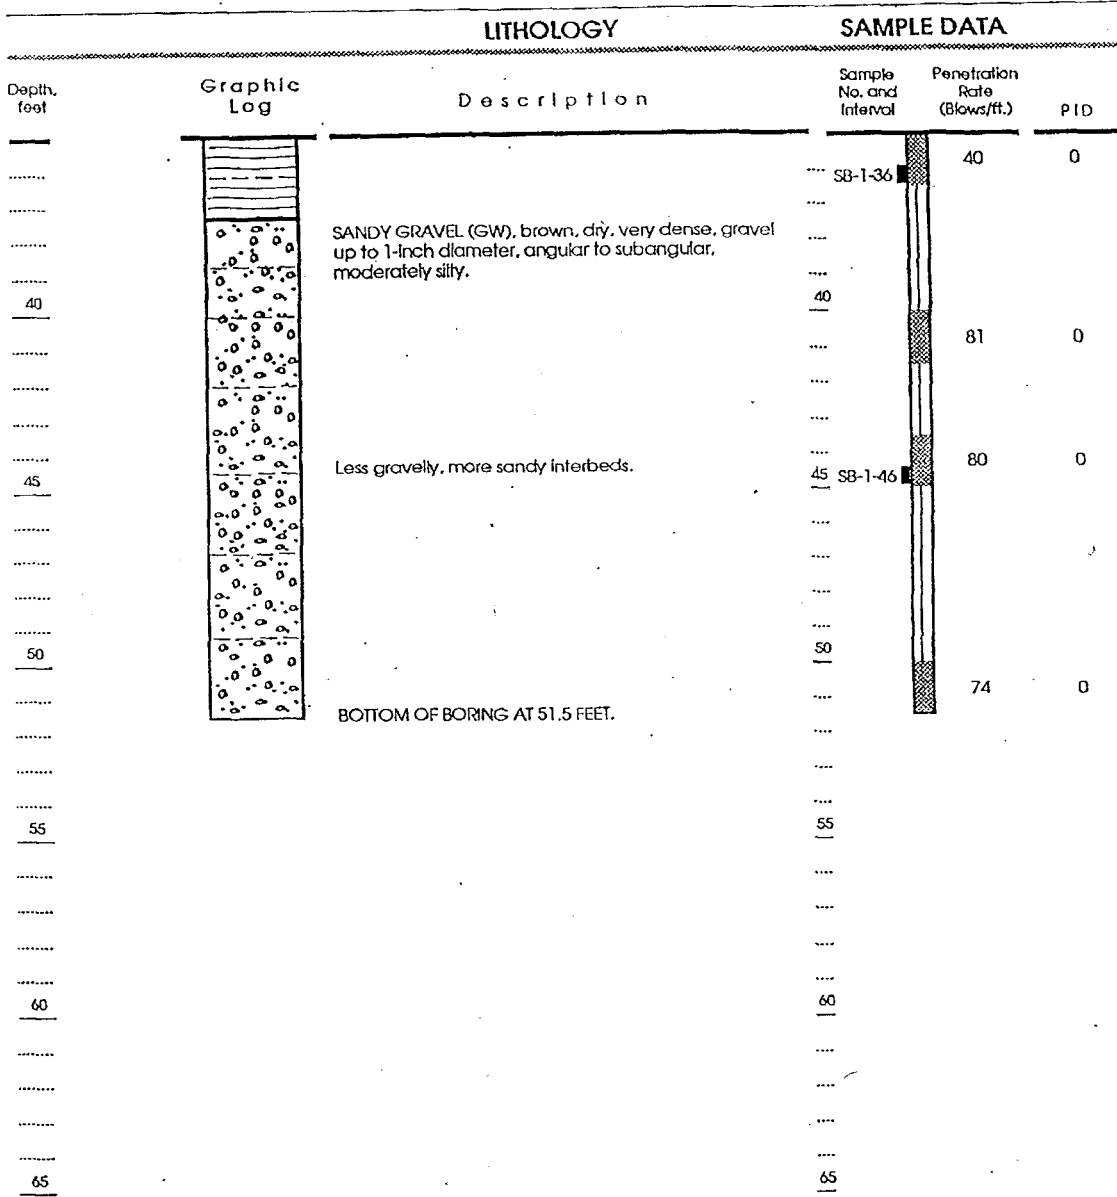 LITHOLOGY SAMPLE DATA
Depth, feet
Graphic Log
Description
Sample No. and Interval
Penetration Rate (Blows/ft.)
PID
SB-1-36 40 0
SANDY GRAVEL (GW), brown, dry, very dense, gravel
up to 1-inch diameter, angular to subangular,
moderately silty.
40 40
81 0
Less gravelly, more sandy interbeds.
80 0
45 45 SB-1-46
50 50
74 0
BOTTOM OF BORING AT 51.5 FEET.
55 55
60 60
65 65